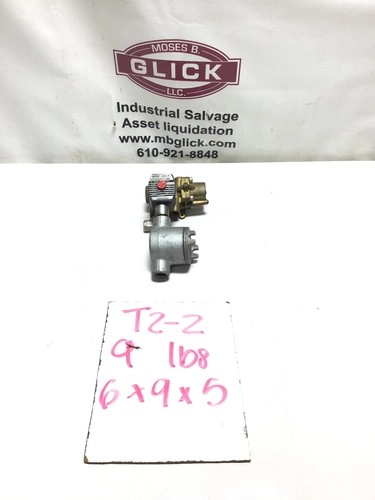 MOSES B.
GLICK
LLC.
Industrial Salvage
Asset liquidation
www.mbglick.com
610-921-8848
T2-2
9 lbs
6x9x5